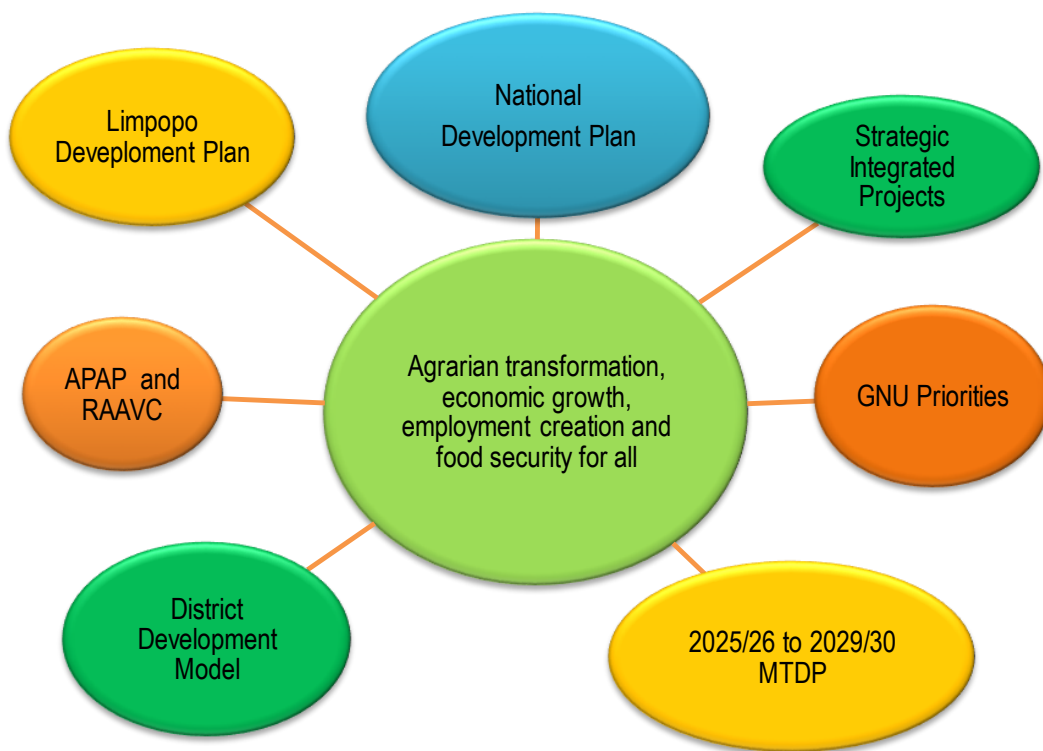 Limpopo
Deveploment Plan
National
Development Plan
Strategic
Integrated
Projects
APAP and
RAAVC
Agrarian transformation,
economic growth,
employment creation and
food security for all
GNU Priorities
District
Development
Model
2025/26 to 2029/30
MTDP